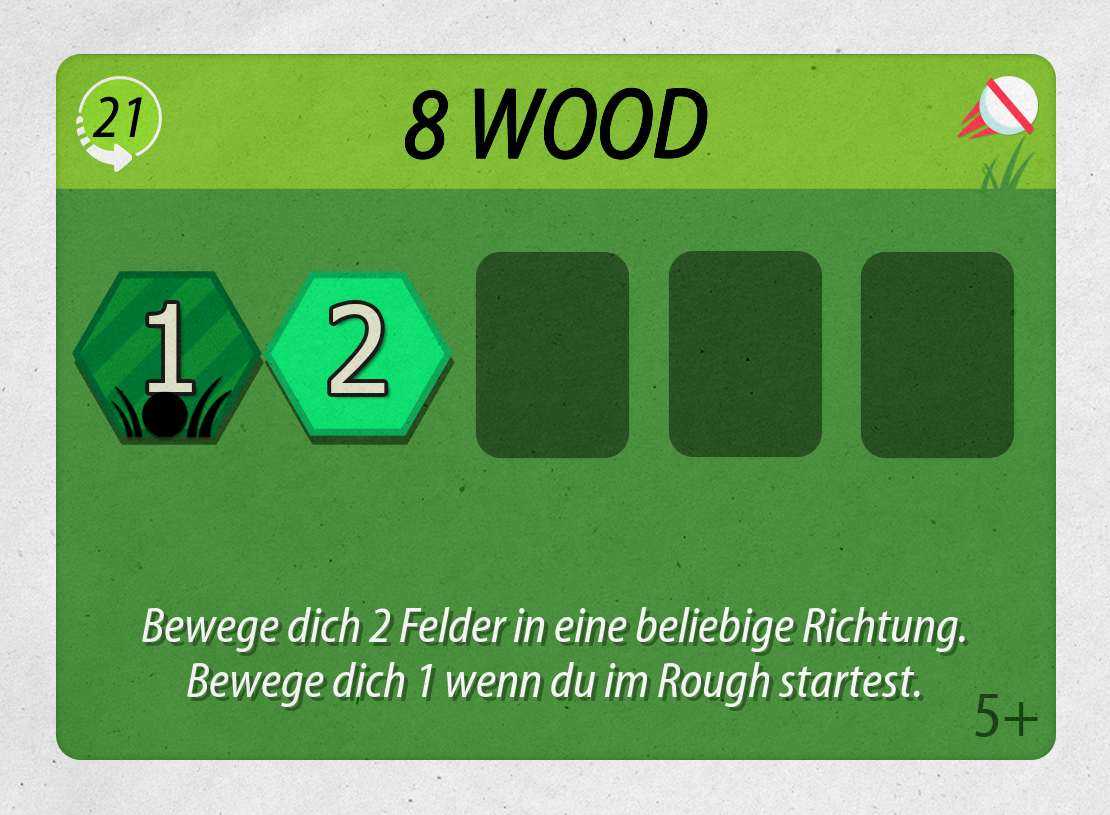 21
8 WOOD
1
2
Bewege dich 2 Felder in eine beliebige Richtung.
Bewege dich 1 wenn du im Rough startest.
5+